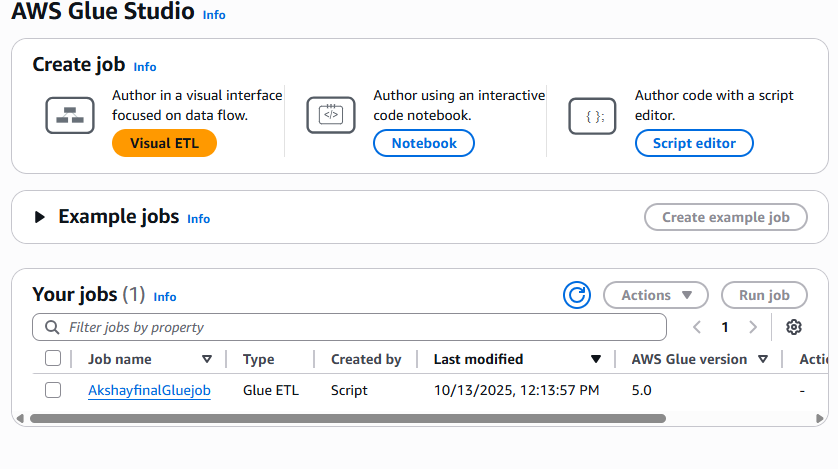 AWS Glue Studio Info
Create job Info
Author in a visual interface
focused on data flow.
Visual ETL
Author using an interactive
code notebook.
Notebook
Author code with a script
editor.
Script editor
Example jobs Info
Create example job
Your jobs (1) Info
Actions
Run job
Filter jobs by property
1
Job name Type Created by Last modified AWS Glue version Actio
AkshayfinalGluejob Glue ETL Script 10/13/2025, 12:13:57 PM 5.0 -